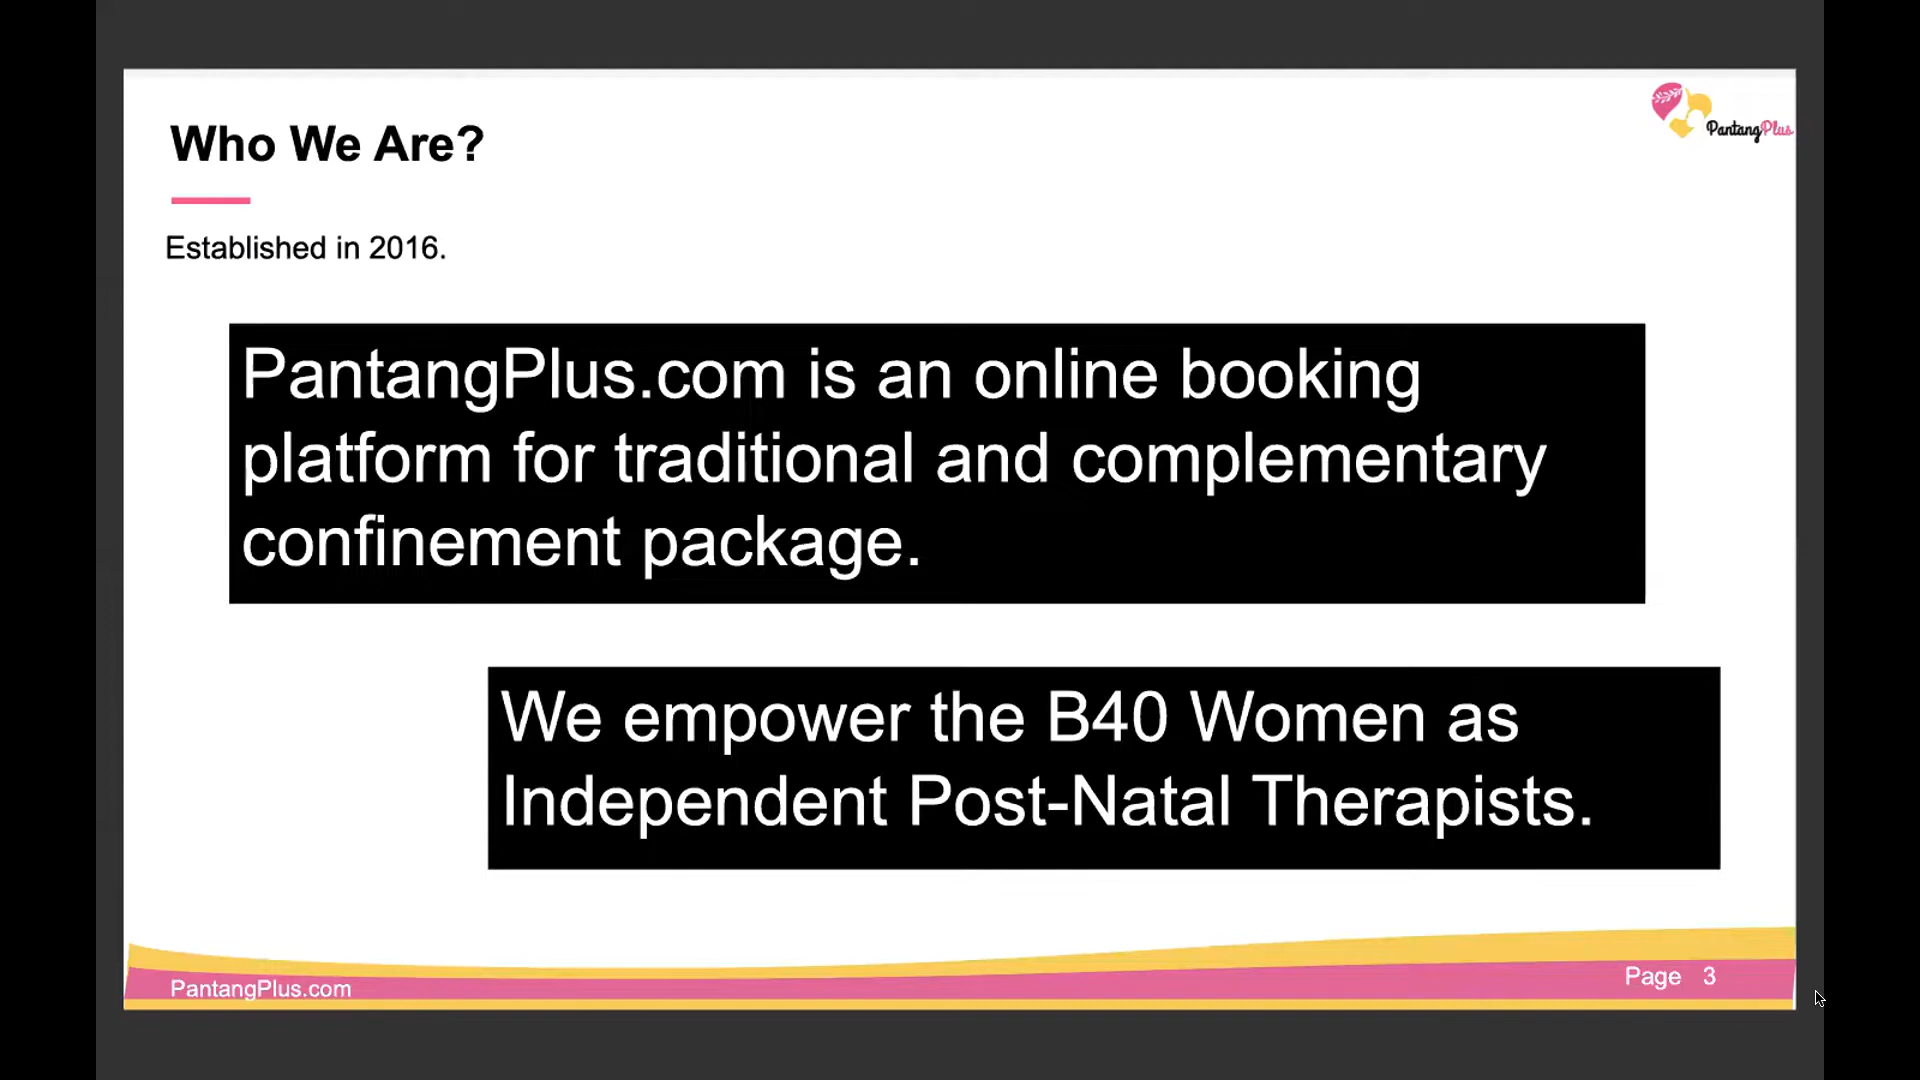 Who We Are?
PantangPlus
Established in 2016.
PantangPlus.com is an online booking
platform for traditional and complementary
confinement package.
We empower the B40 Women as
Independent Post-Natal Therapists.
PantangPlus.com
Page 3